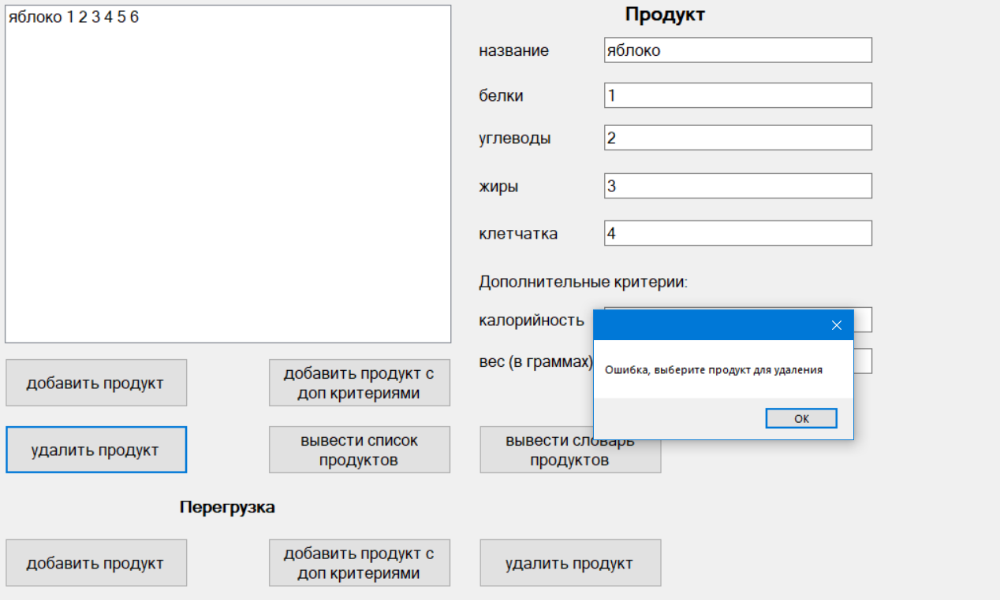 яблоко 1 2 3 4 5 6
Продукт
название
яблоко
белки
1
углеводы
2
жиры
3
клетчатка
4
Дополнительные критерии:
калорийность
вес (в граммах)
Ошибка, выберите продукт для удаления
ОК
добавить продукт
добавить продукт с
доп критериями
удалить продукт
вывести список
продуктов
вывести словарь
продуктов
Перегрузка
добавить продукт
добавить продукт с
доп критериями
удалить продукт